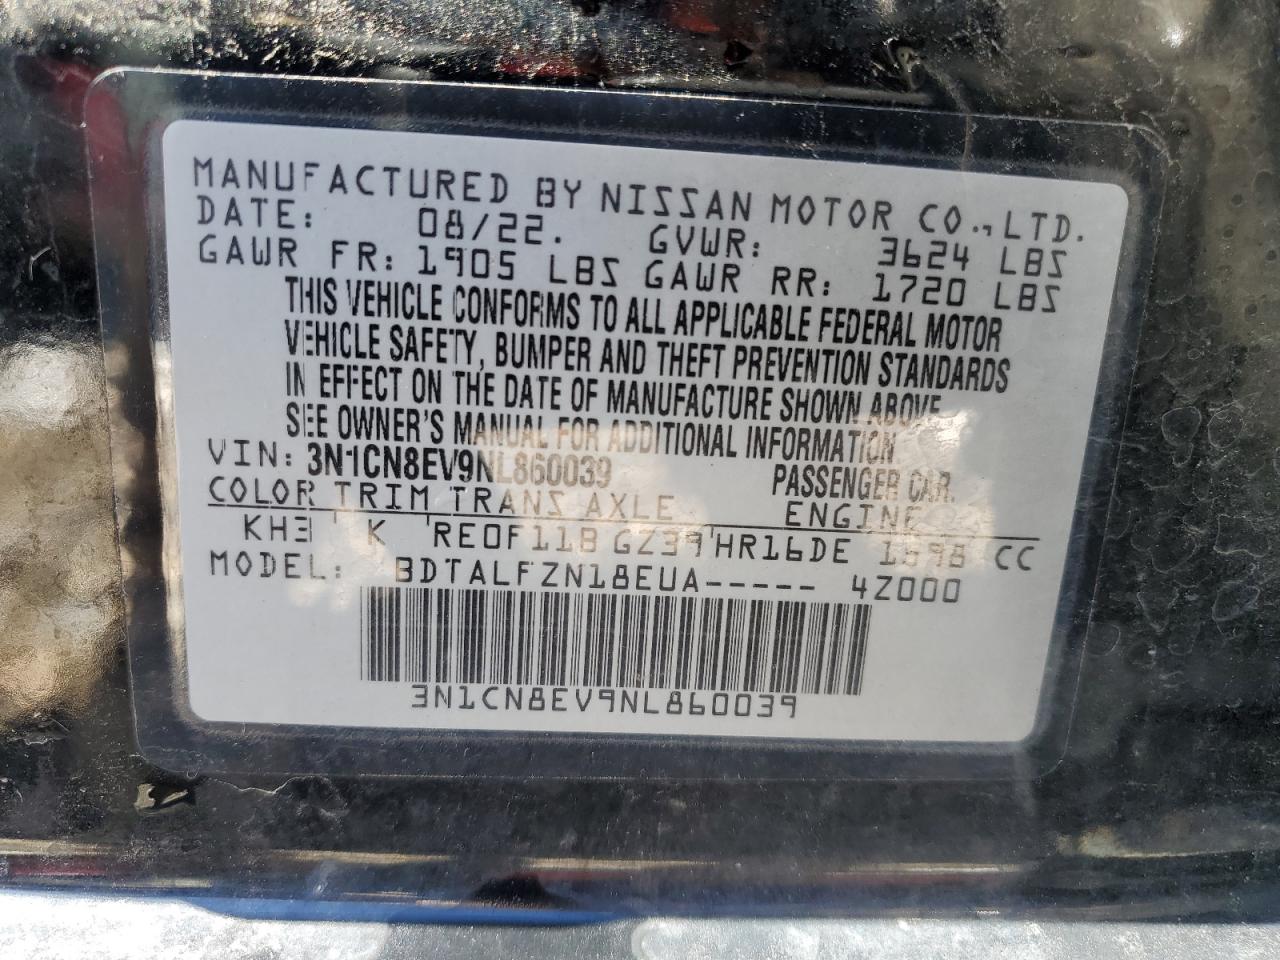 MANUFACTURED BY NISSAN MOTOR CO.,LTD.
DATE: 08/22. GVWR: 3624 LBS
GAWR FR: 1905 LBS GAWR RR: 1720 LBS
THIS VEHICLE CONFORMS TO ALL APPLICABLE FEDERAL MOTOR
VEHICLE SAFETY, BUMPER AND THEFT PREVENTION STANDARDS
IN EFFECT ON THE DATE OF MANUFACTURE SHOWN ABOVE.
SEE OWNER'S MANUAL FOR ADDITIONAL INFORMATION
VIN: 3N1CN8EV9NL860039 PASSENGER CAR.
COLOR TRIM TRANS AXLE ENGINE
KH3 K RE0F11B GZ39 HR16DE 1598 CC
MODEL: BDTALFZN18EUA----- 4Z000
3N1CN8EV9NL860039